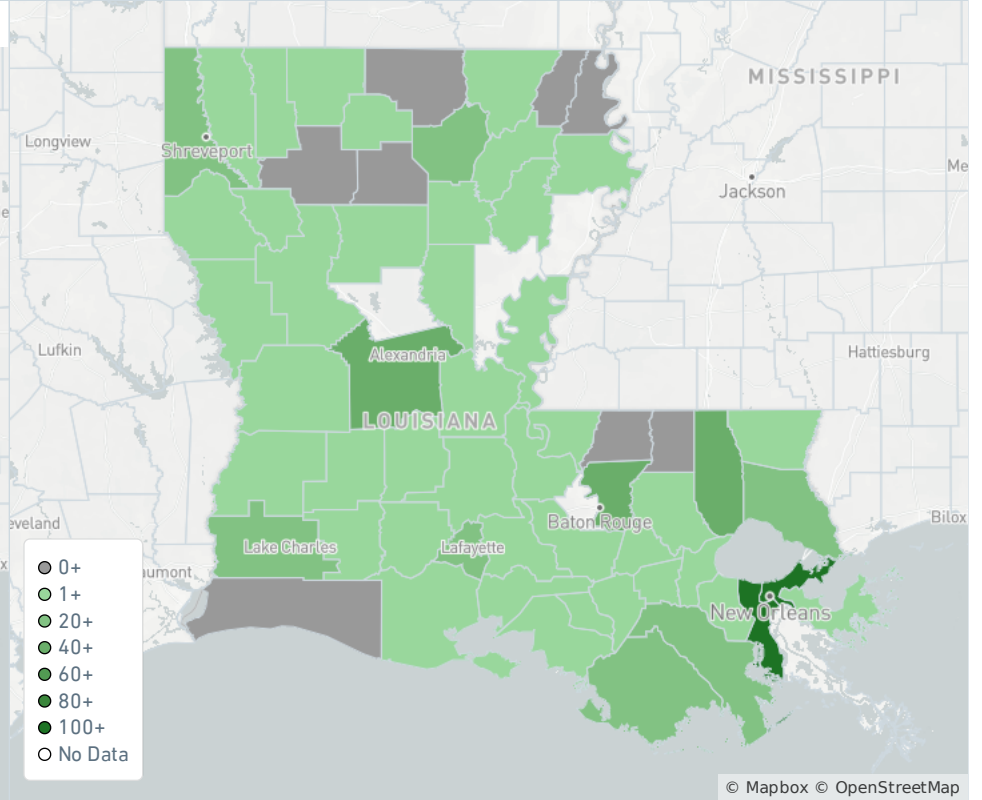 MISSISSIPPI
Longview
Shreveport
Me
Jackson
e
Lufkin
Alexandria
Hattiesburg
LOUISIANA
eveland
Baton Rouge
Bilox
Lake Charles
Lafayette
x
aumont
New Orleans
0+
1+
20+
40+
60+
80+
100+
No Data
© Mapbox © OpenStreetMap